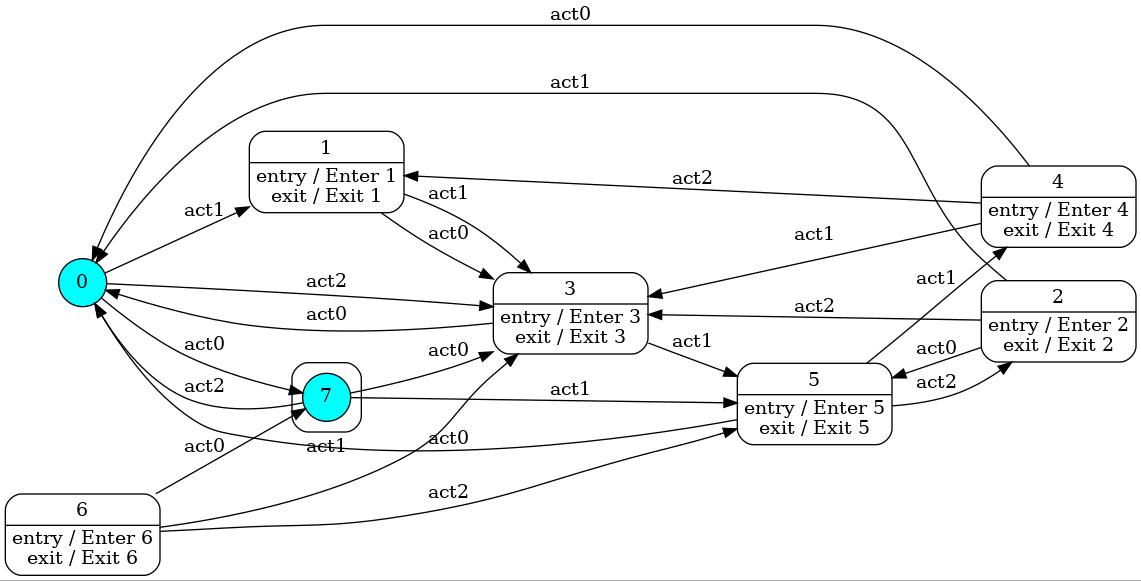 act0
act1
1
entry / Enter 1
exit / Exit 1
act2
4
entry / Enter 4
exit / Exit 4
act1
act1
act0
act1
0
act2
act0
3
entry / Enter 3
exit / Exit 3
act1
2
entry / Enter 2
exit / Exit 2
act2
act0
act0
act1
act0
act2
act2
7
act1
5
entry / Enter 5
exit / Exit 5
act0
act1
act0
act2
6
entry / Enter 6
exit / Exit 6